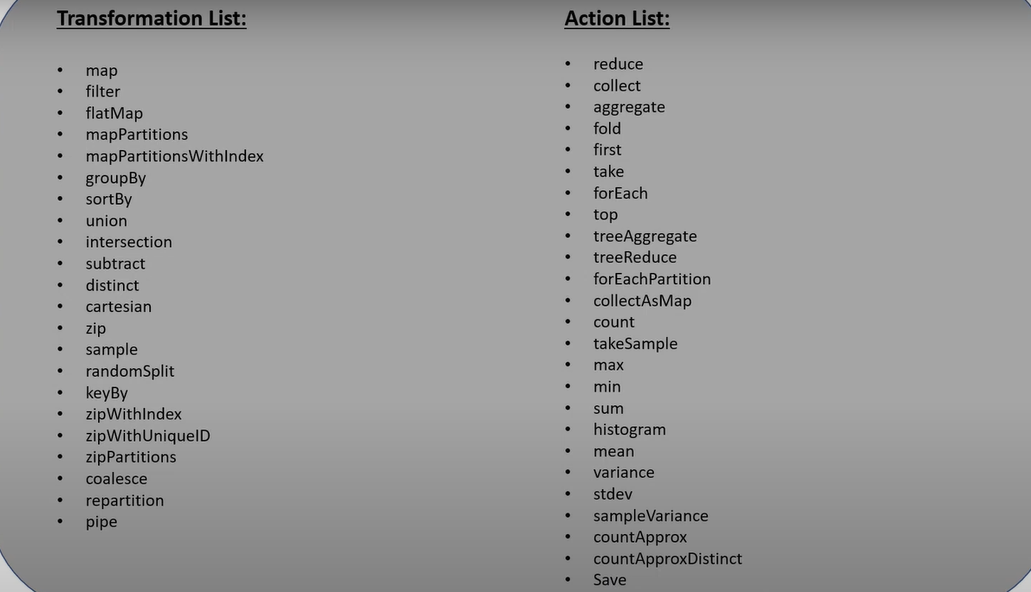 Transformation List:
• map
• filter
• flatMap
• mapPartitions
• mapPartitionsWithIndex
• groupBy
• sortBy
• union
• intersection
• subtract
• distinct
• cartesian
• zip
• sample
• randomSplit
• keyBy
• zipWithIndex
• zipWithUniqueID
• zipPartitions
• coalesce
• repartition
• pipe
Action List:
• reduce
• collect
• aggregate
• fold
• first
• take
• forEach
• top
• treeAggregate
• treeReduce
• forEachPartition
• collectAsMap
• count
• takeSample
• max
• min
• sum
• histogram
• mean
• variance
• stdev
• sampleVariance
• countApprox
• countApproxDistinct
• Save